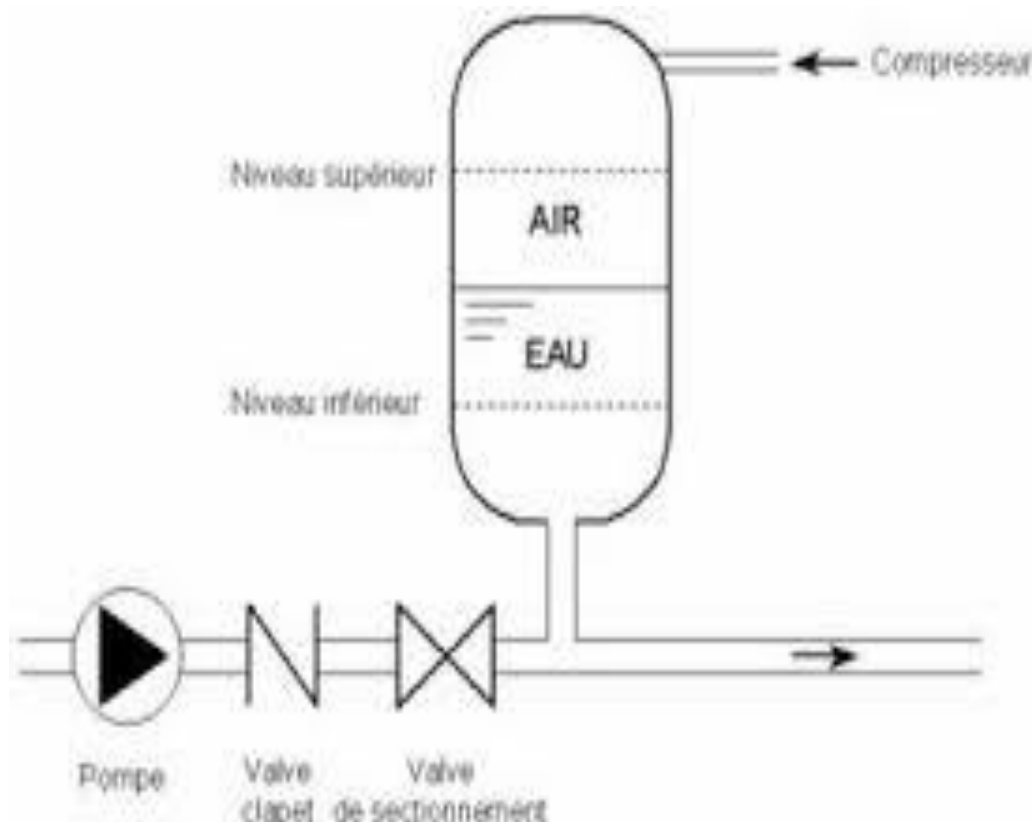 Compresseur
Niveau supérieur
AIR
EAU
Niveau inférieur
Pompe
Valve
clapet
Valve
de sectionnement